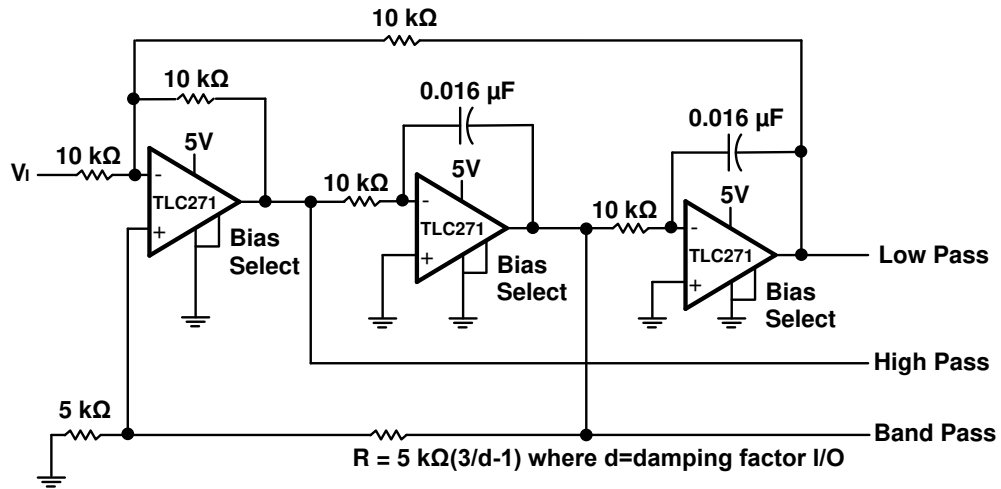 10 kΩ
10 kΩ
0.016 µF
0.016 µF
10 kΩ
5V
VI
-
TLC271
+
10 kΩ
5V
-
TLC271
+
10 kΩ
5V
-
TLC271
+
Bias
Select
Bias
Select
Bias
Select
Low Pass
High Pass
5 kΩ
Band Pass
R = 5 kΩ(3/d-1) where d=damping factor I/O